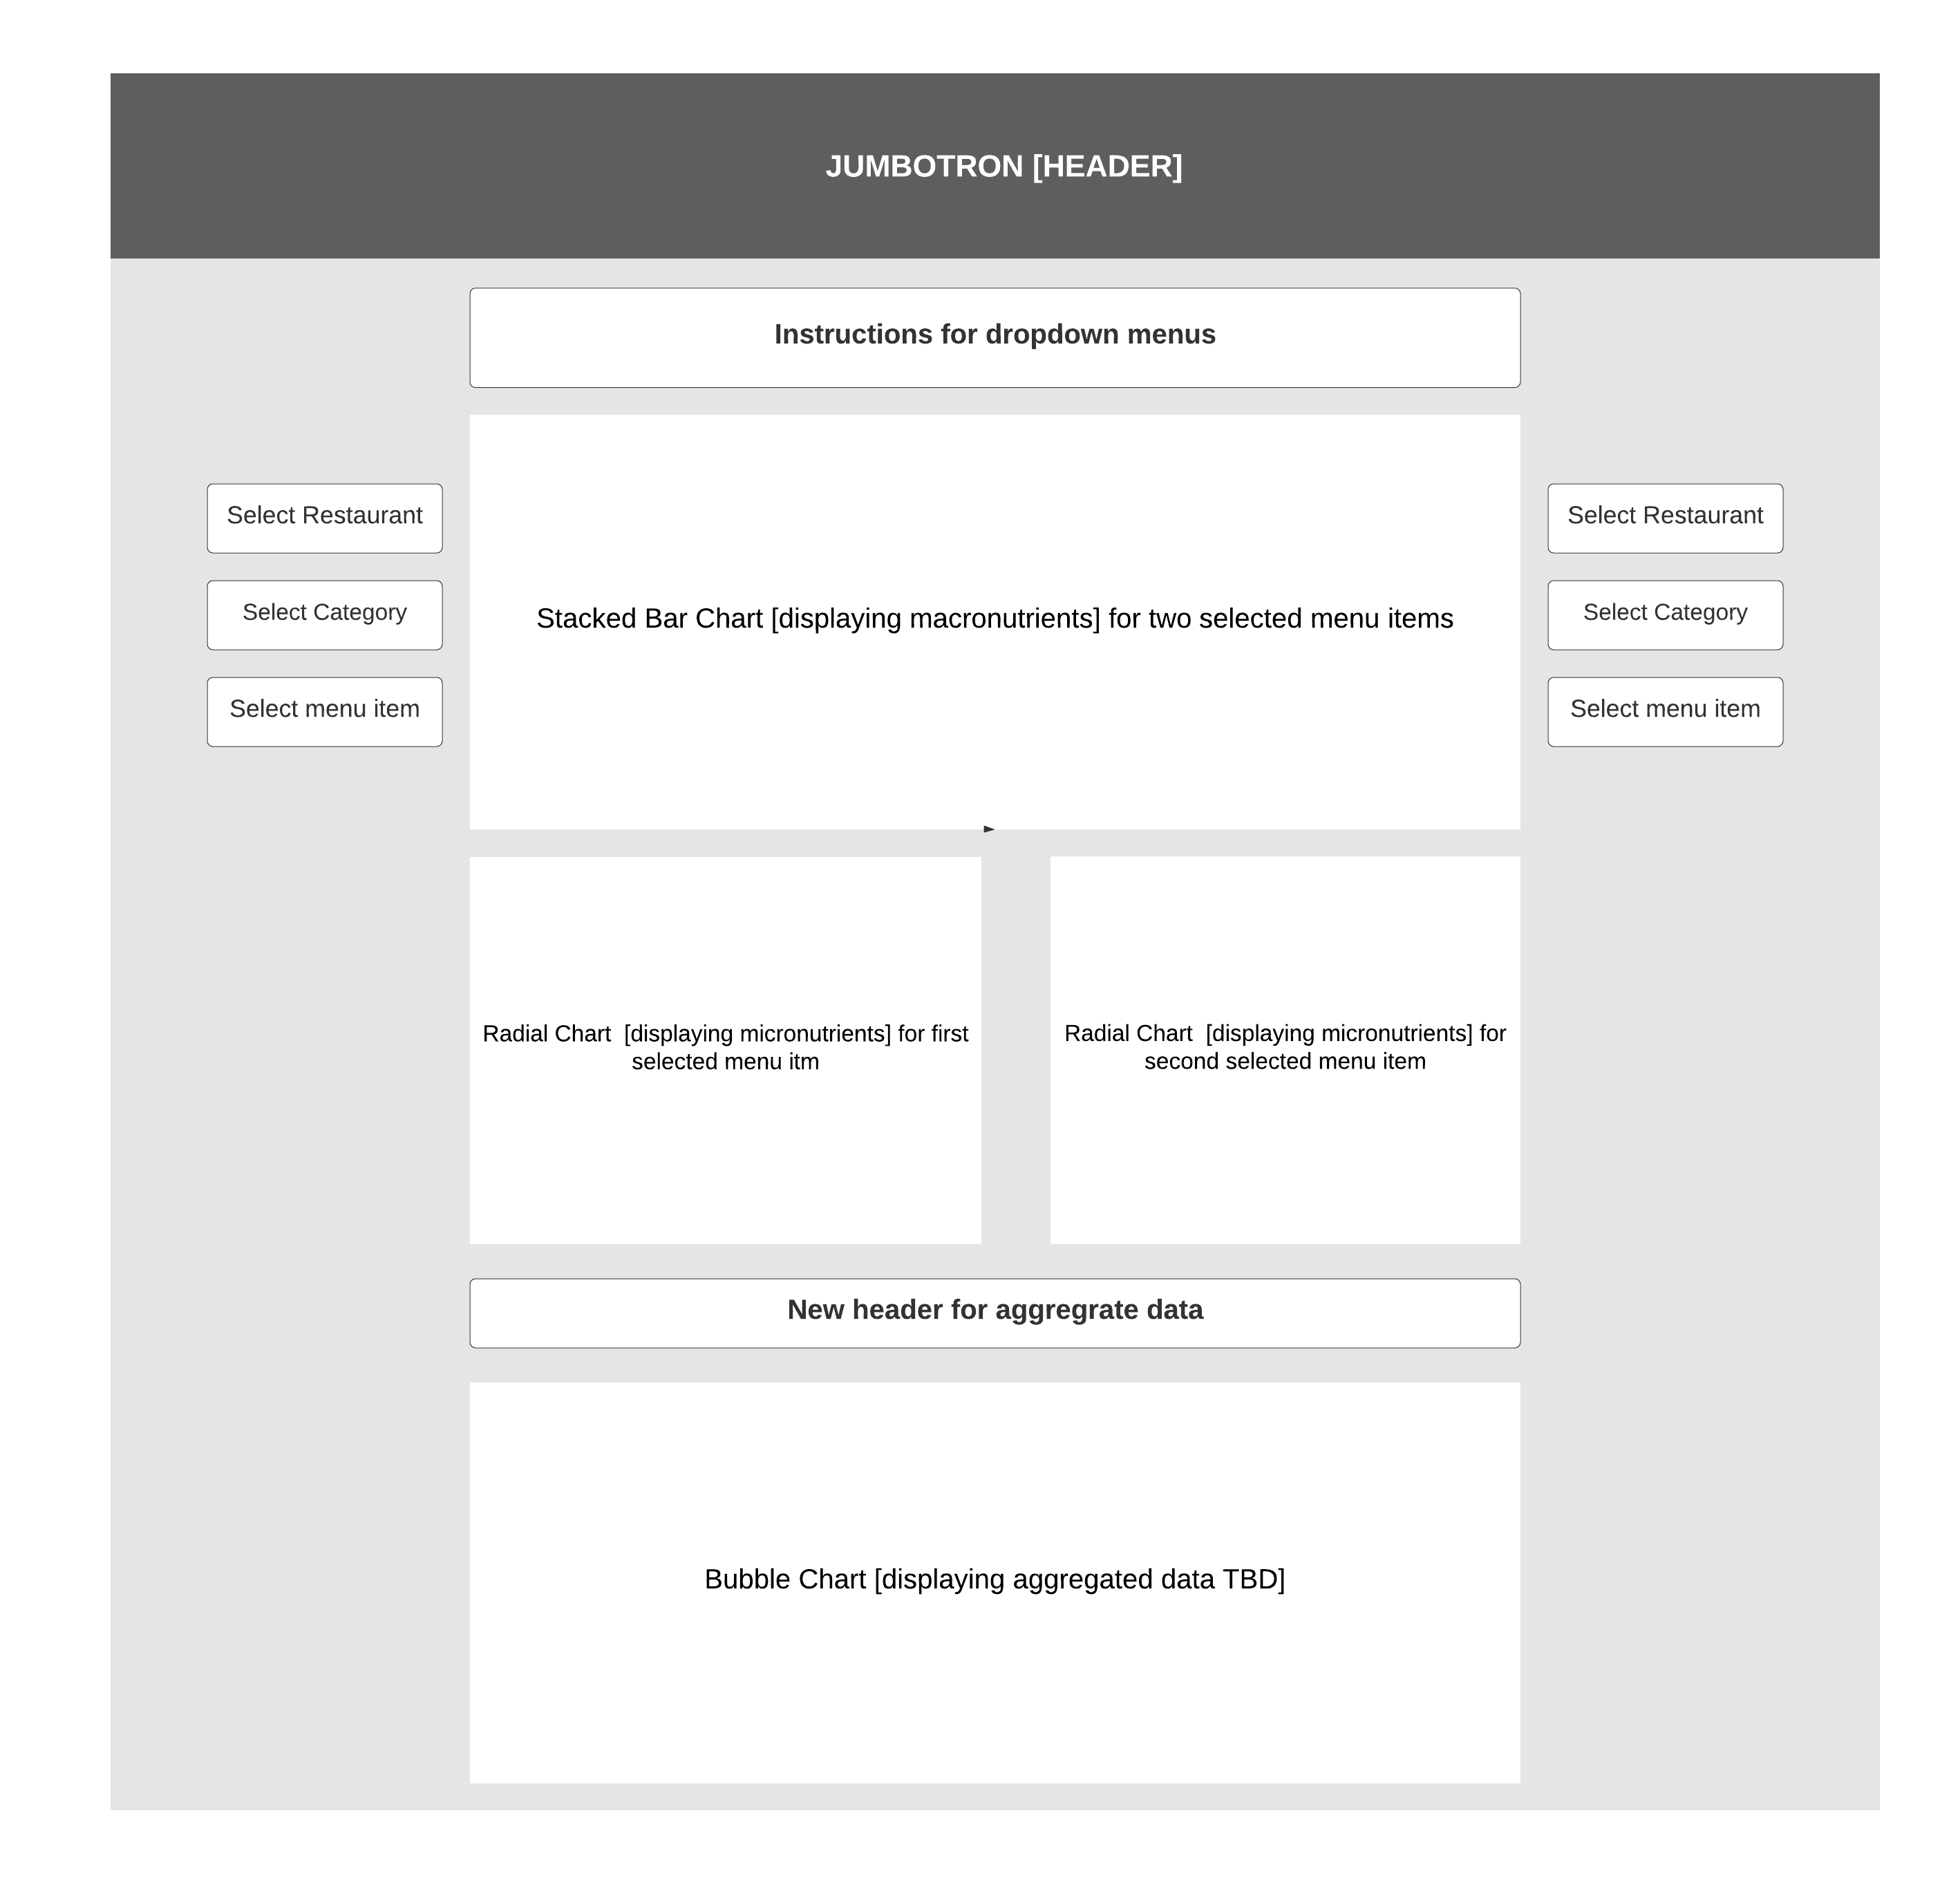 JUMBOTRON [HEADER]
Instructions for dropdown menus
Select Restaurant
Select Category
Select menu item
Stacked Bar Chart [displaying macronutrients] for two selected menu items
Select Restaurant
Select Category
Select menu item
Radial Chart  [displaying micronutrients] for first
selected menu itm
Radial Chart  [displaying micronutrients] for
second selected menu item
New header for aggregrate data
Bubble Chart [displaying aggregated data TBD]